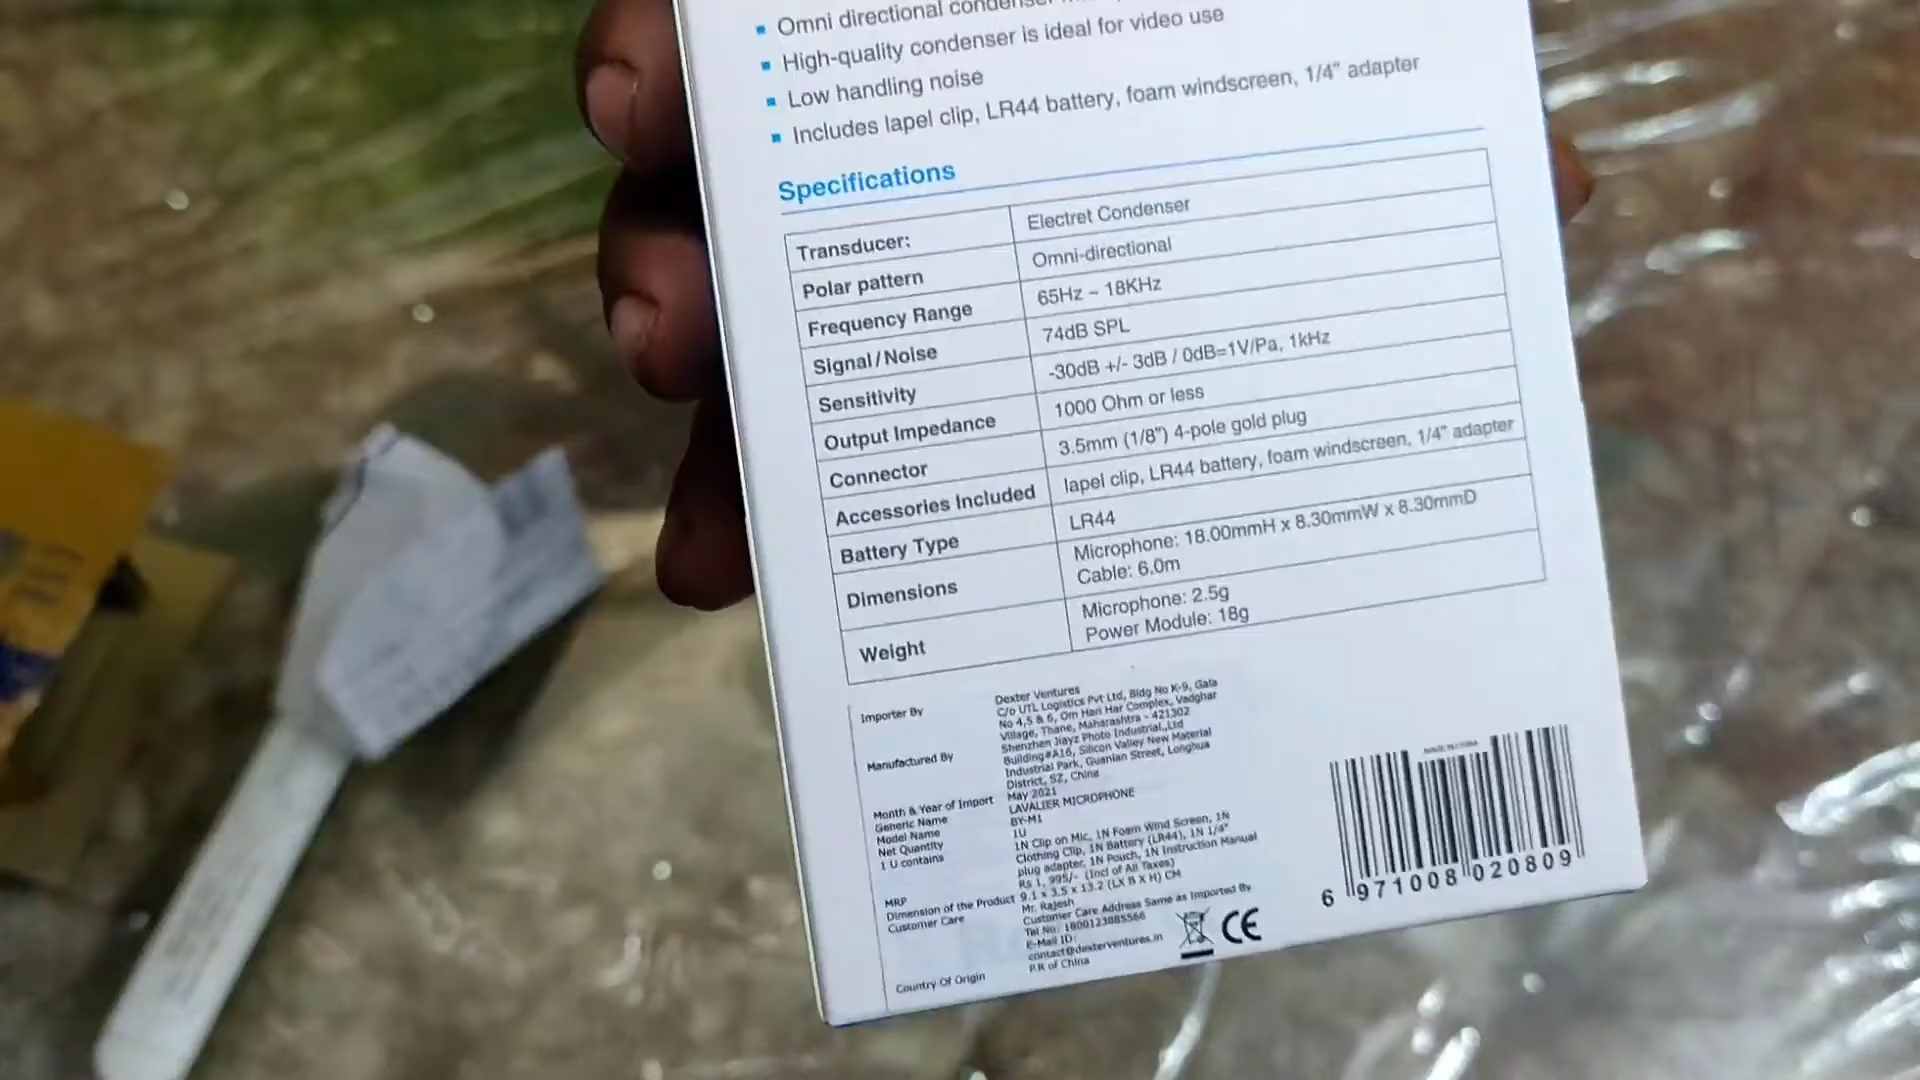 Omni directional
High-quality condenser is ideal for video use
Low handling noise
Includes lapel clip, LR44 battery, foam windscreen, 1/4" adapter
Specifications
Transducer: Electret Condenser
Polar pattern Omni-directional
Frequency Range 65Hz ~ 18KHz
Signal/Noise 74dB SPL
Sensitivity -30dB +/- 3dB / 0dB=1V/Pa, 1kHz
Output Impedance 1000 Ohm or less
Connector 3.5mm (1/8") 4-pole gold plug
Accessories Included lapel clip, LR44 battery, foam windscreen, 1/4" adapter
Battery Type LR44
Dimensions Microphone: 18.00mmH x 8.30mmW x 8.30mmD
Cable: 6.0m
Weight Microphone: 2.5g
Power Module: 18g
Importer By Dexter Ventures
C/o UTL Logistics Pvt Ltd, Bldg No K-9, Gala
No 4,5 & 6, Om Hari Har Complex, Vadghar
Village, Thane, Maharashtra - 421302
Manufactured By Shenzhen Jiayz Photo Industrial.,Ltd
Building#A16, Silicon Valley New Material
Industrial Park, Guanlan Street, Longhua
District, SZ, China
Month & Year of Import May 2021
Generic Name LAVALIER MICROPHONE
Model Name BY-M1
Net Quantity 1U
1 U contains 1N Clip on Mic, 1N Foam Wind Screen, 1N
Clothing Clip, 1N Battery (LR44), 1N 1/4"
plug adapter, 1N Pouch, 1N Instruction Manual
MRP Rs 1, 995/- (Incl of All Taxes)
Dimension of the Product 9.1 x 3.5 x 13.2 (LX B X H) CM
Customer Care Mr. Rajesh
Customer Care Address Same as Imported By
Tel No: 1800123885566
E-Mail ID:
contact@dexterventures.in
Country Of Origin P.R of China
CE
6 971008 020809